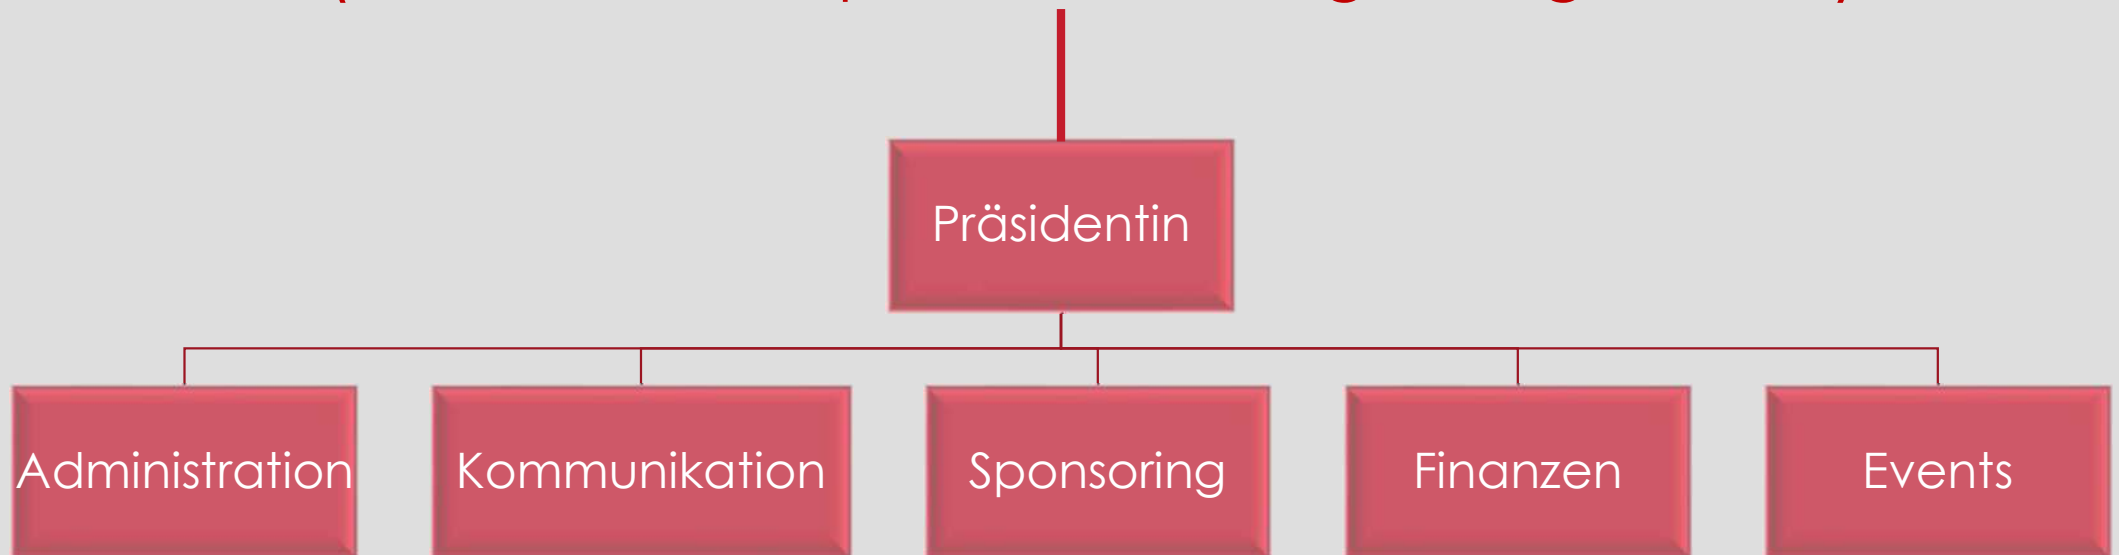 Präsidentin
Administration
Kommunikation
Sponsoring
Finanzen
Events